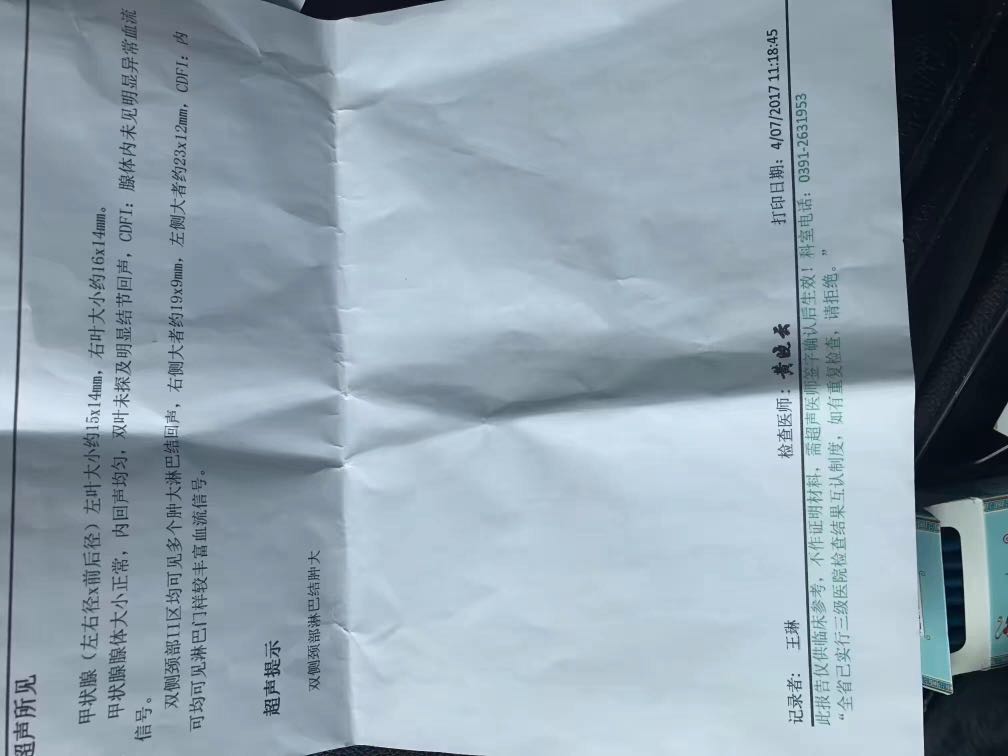 超声所见
甲状腺（左右径x前后径）左叶大小约15x14mm，右叶大小约16x14mm。
甲状腺腺体大小正常，内回声均匀，双叶未探及明显结节回声，CDFI：腺体内未见明显异常血流
信号。
双侧颈部II区均可见多个肿大淋巴结回声，右侧大者约19x9mm，左侧大者约23x12mm，CDFI：内
可均可见淋巴门样较丰富血流信号。
超声提示
双侧颈部淋巴结肿大
记录者： 王琳 检查医师：黄晓云 打印日期：4/07/2017 11:18:45
此报告仅供临床参考，不作证明材料，需超声医师签字确认后生效！科室电话：0391-2631953
“全省已实行三级医院检查结果互认制度，如有重复检查，请拒绝。”